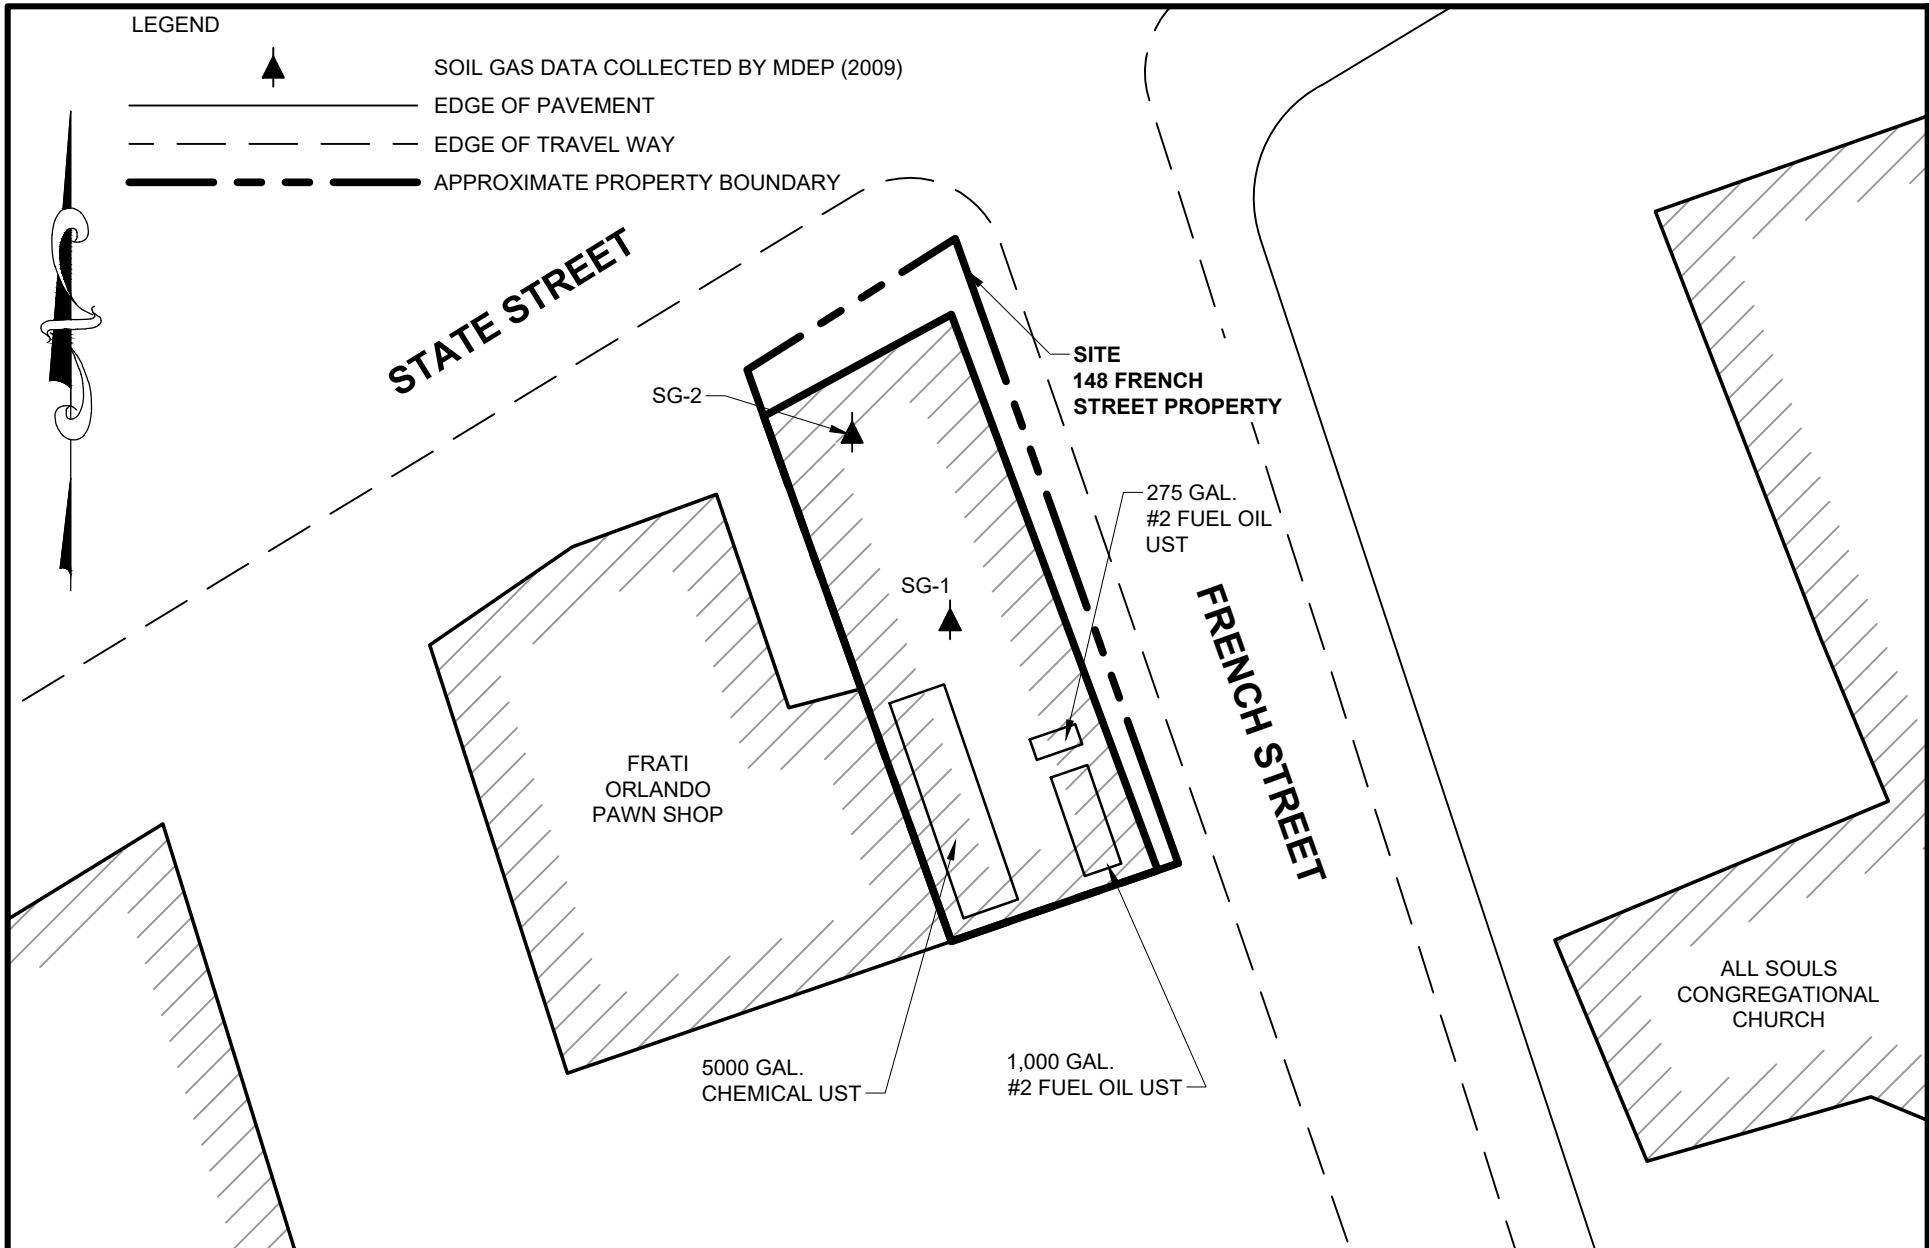 LEGEND
SOIL GAS DATA COLLECTED BY MDEP (2009)
EDGE OF PAVEMENT
EDGE OF TRAVEL WAY
APPROXIMATE PROPERTY BOUNDARY
STATE STREET
SITE
148 FRENCH
STREET PROPERTY
SG-2
275 GAL.
#2 FUEL OIL
UST
SG-1
FRENCH STREET
FRATI
ORLANDO
PAWN SHOP
ALL SOULS
CONGREGATIONAL
CHURCH
5000 GAL.
CHEMICAL UST
1,000 GAL.
#2 FUEL OIL UST